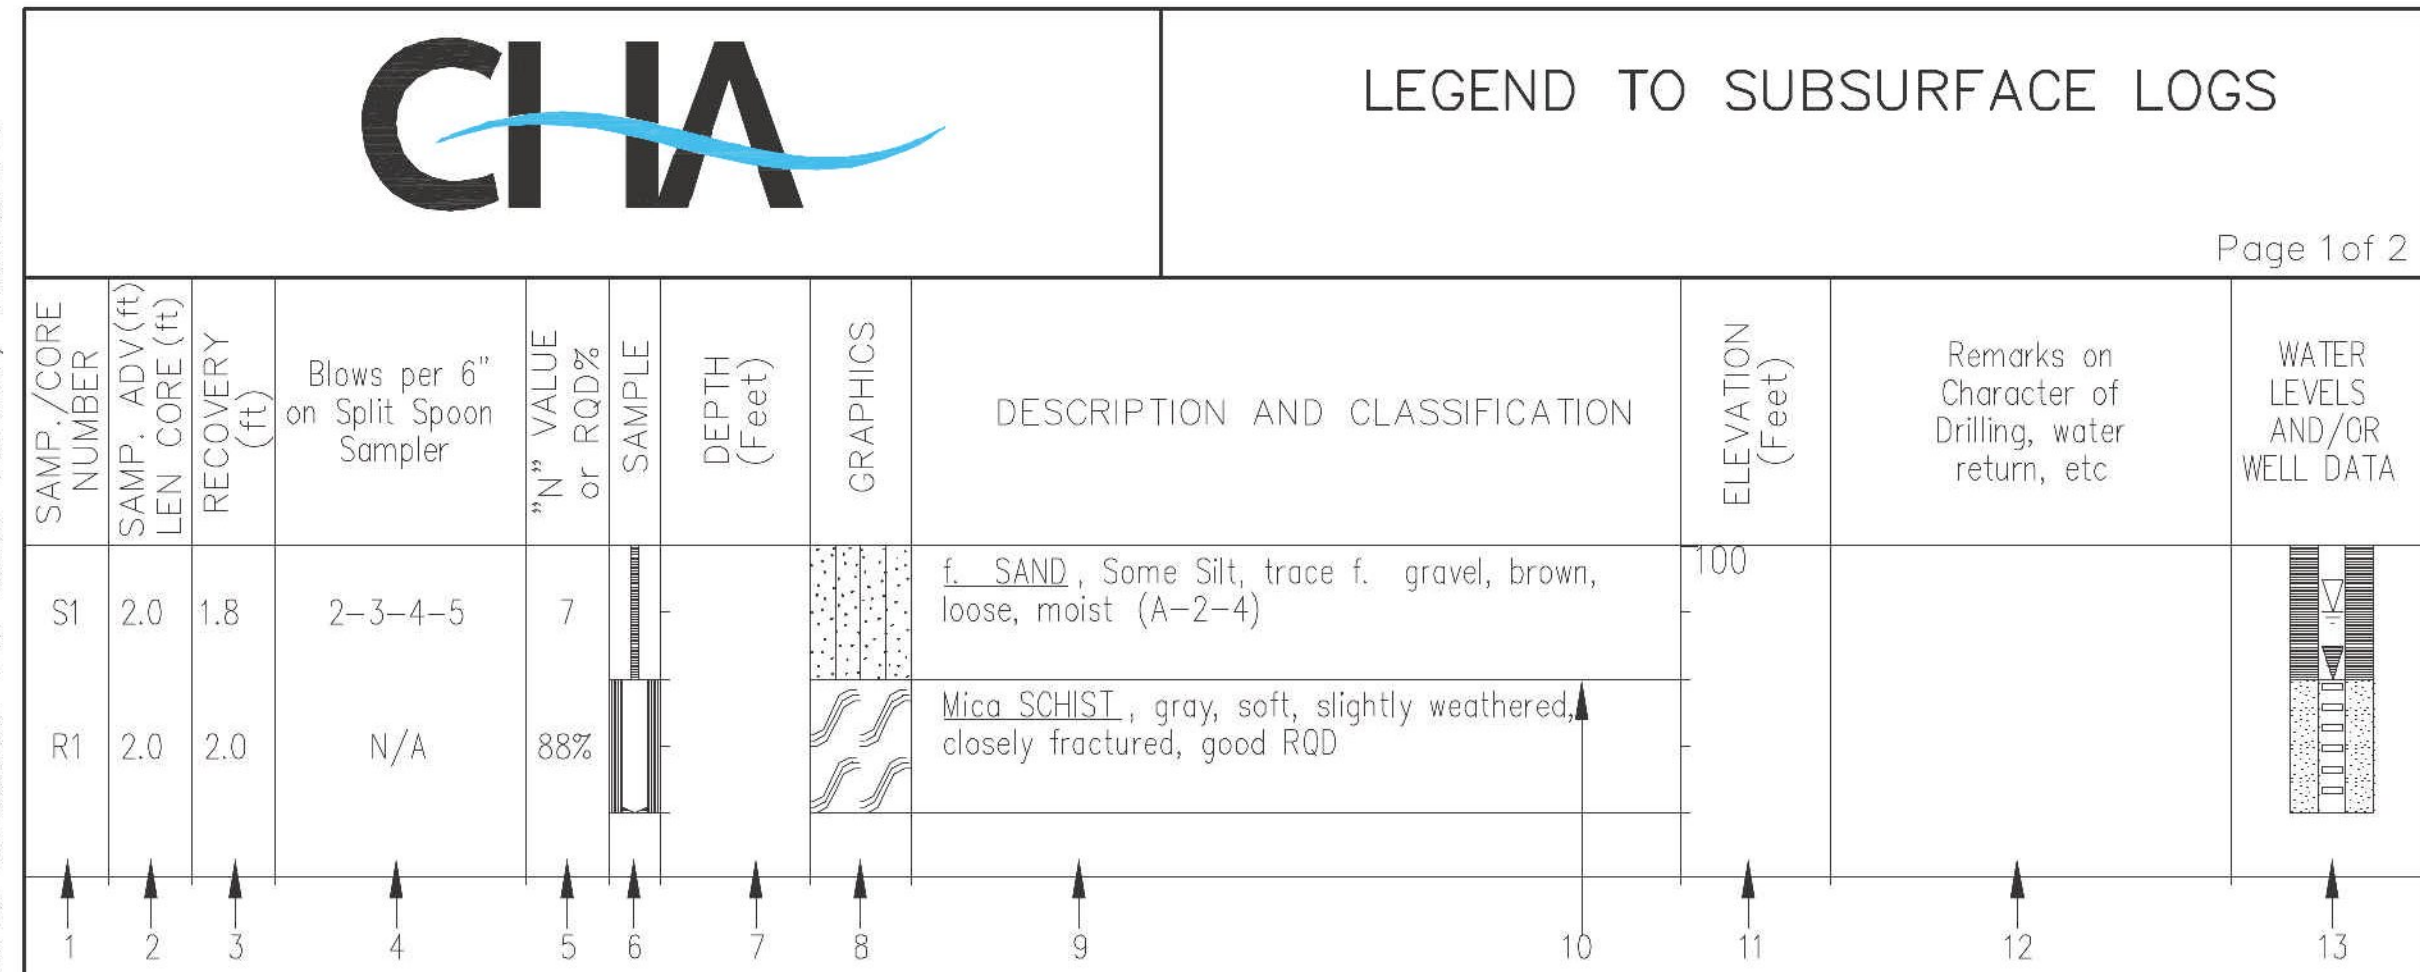 CHA
LEGEND TO SUBSURFACE LOGS
Page 1 of 2
SAMP./CORE
NUMBER
SAMP. ADV(ft)
LEN CORE(ft)
RECOVERY
(ft)
Blows per 6"
on Split Spoon
Sampler
"N" VALUE
or RQD%
SAMPLE
DEPTH
(Feet)
GRAPHICS
DESCRIPTION AND CLASSIFICATION
ELEVATION
(Feet)
Remarks on
Character of
Drilling, water
return, etc
WATER
LEVELS
AND/OR
WELL DATA
S1 2.0 1.8 2-3-4-5 7
f. SAND, Some Silt, trace f. gravel, brown,
loose, moist (A-2-4)
100
R1 2.0 2.0 N/A 88%
Mica SCHIST, gray, soft, slightly weathered,
closely fractured, good RQD
1 2 3 4 5 6 7 8 9 10 11 12 13